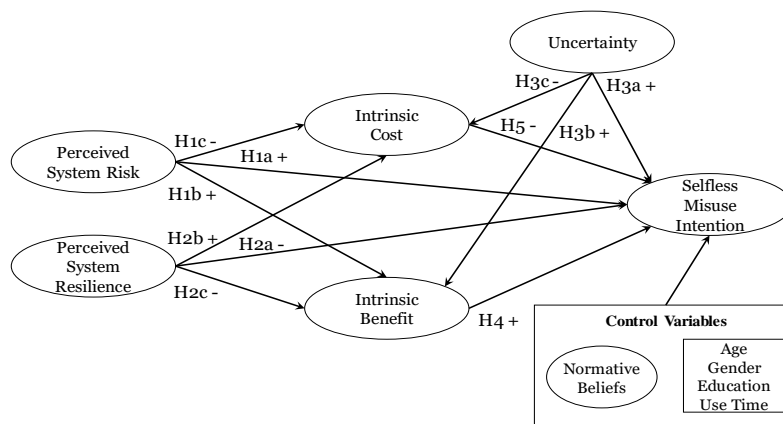 Uncertainty
H3c -
H3a +
Intrinsic
Cost
H5 -
H3b +
H1c -
H1a +
Perceived
System Risk
H1b +
Selfless
Misuse
Intention
H2b +
H2a -
Perceived
System
Resilience
H2c -
Intrinsic
Benefit
H4 +
Control Variables
Normative
Beliefs
Age
Gender
Education
Use Time